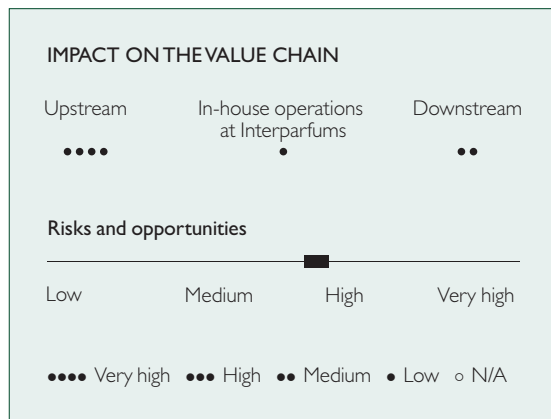 IMPACT ON THE VALUE CHAIN
Upstream In-house operations at Interparfums Downstream
•••• • ••
Risks and opportunities
Low Medium High Very high
•••• Very high ••• High •• Medium • Low ○ N/A